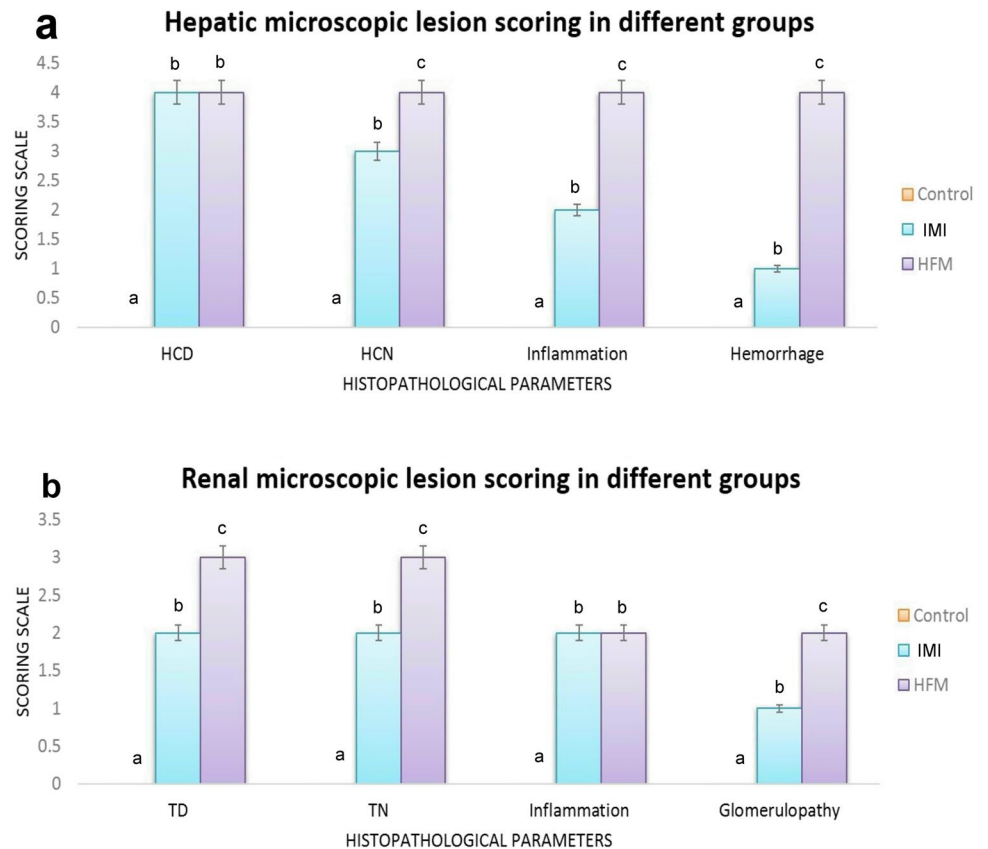 a
Hepatic microscopic lesion scoring in different groups
4.5
4
3.5
3
2.5
2
1.5
1
0.5
0
SCORING SCALE
a b b
a b c
a b c
a b c
HCD HCN Inflammation Hemorrhage
HISTOPATHOLOGICAL PARAMETERS
Control
IMI
HFM
b
Renal microscopic lesion scoring in different groups
3.5
3
2.5
2
1.5
1
0.5
0
SCORING SCALE
a b c
a b c
a b b
a b c
TD TN Inflammation Glomerulopathy
HISTOPATHOLOGICAL PARAMETERS
Control
IMI
HFM